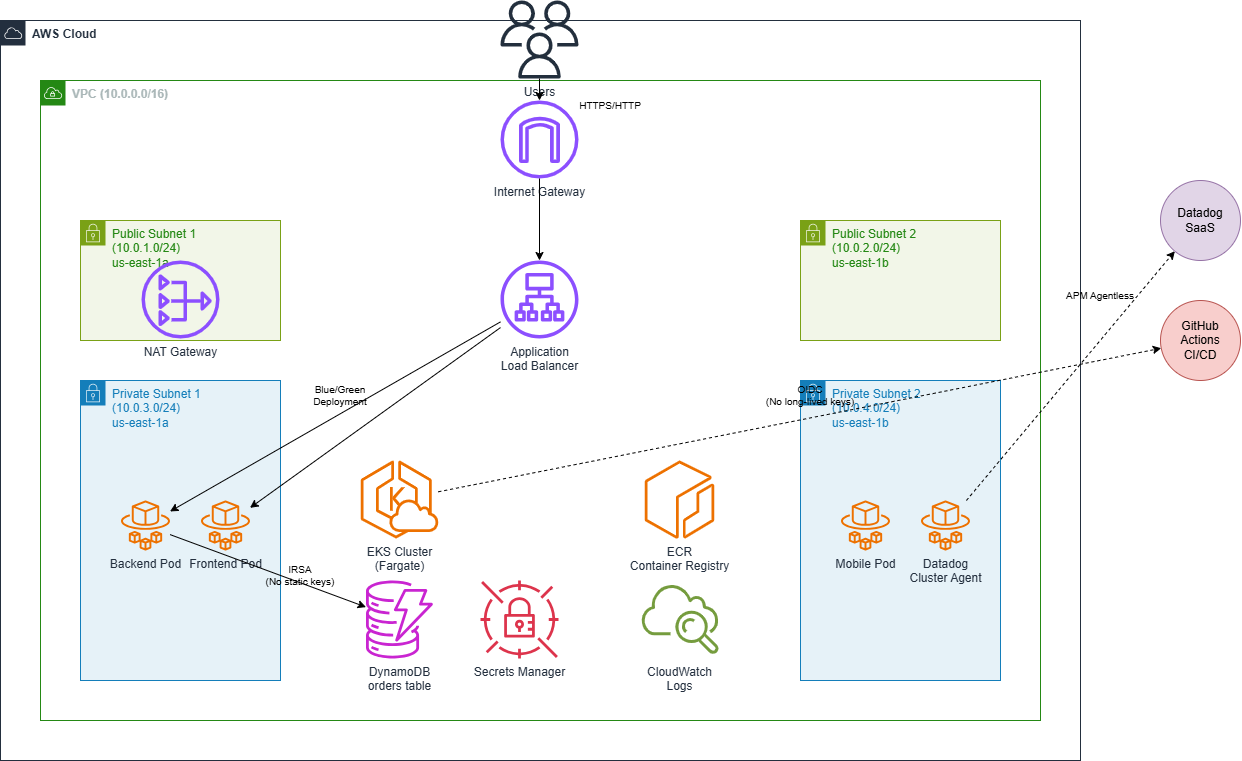 AWS Cloud
Users
VPC (10.0.0.0/16)
HTTPS/HTTP
Internet Gateway
Public Subnet 1
(10.0.1.0/24)
us-east-1a
NAT Gateway
Public Subnet 2
(10.0.2.0/24)
us-east-1b
Datadog
SaaS
APM Agentless
GitHub
Actions
CI/CD
Application
Load Balancer
Private Subnet 1
(10.0.3.0/24)
us-east-1a
Blue/Green
Deployment
OIDC
(No long-lived keys)
Private Subnet 2
(10.0.4.0/24)
us-east-1b
Backend Pod
Frontend Pod
EKS Cluster
(Fargate)
ECR
Container Registry
Mobile Pod
Datadog
Cluster Agent
IRSA
(No static keys)
DynamoDB
orders table
Secrets Manager
CloudWatch
Logs